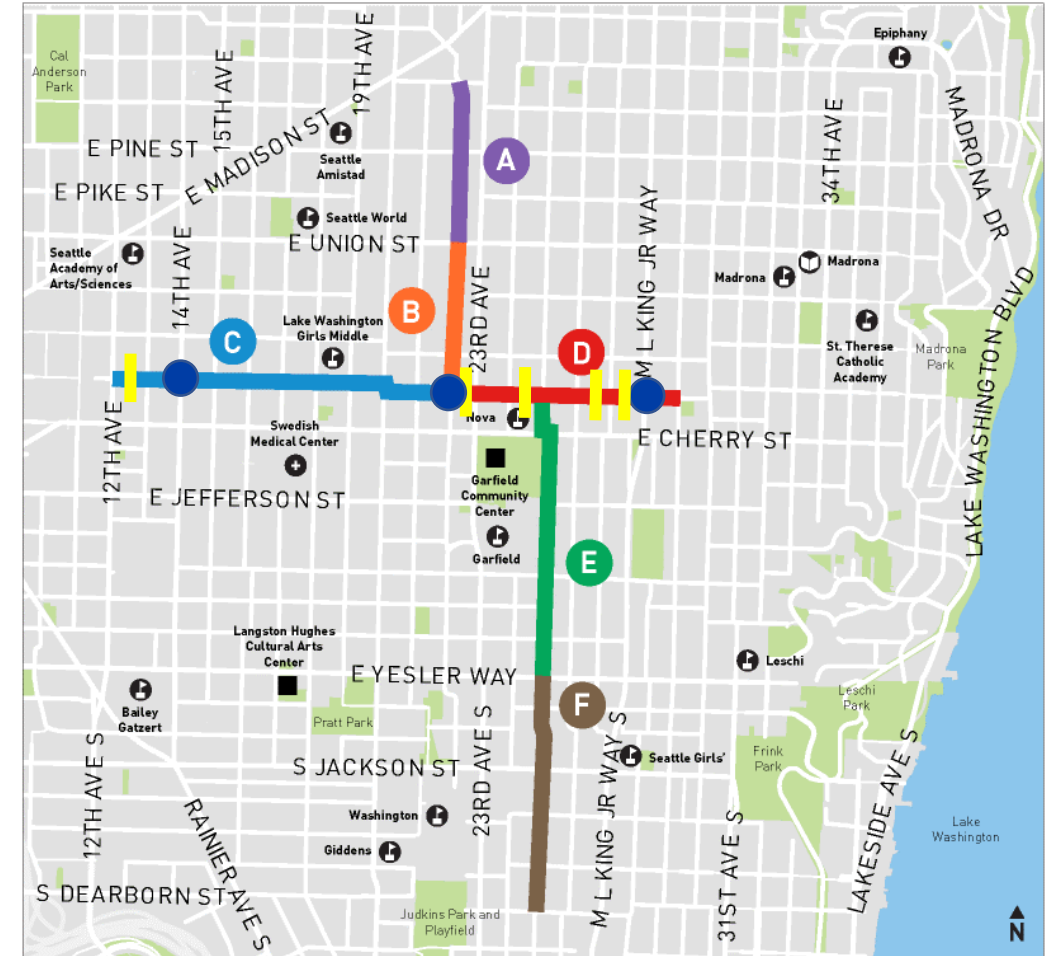 19TH AVE
Epiphany
Cal
Anderson
Park
15TH AVE
34TH AVE
MADRONA DR
E PINE ST
E MADISON ST
Seattle
Amistad
A
E PIKE ST
M L KING JR WAY
Seattle World
E UNION ST
Seattle
Academy of
Arts/Sciences
14TH AVE
23RD AVE
Madrona
Madrona
LAKE WASHINGTON BLVD
B
Lake Washington
Girls Middle
C
D
St. Therese
Catholic
Academy
Madrona
Park
12TH AVE
Nova
Swedish
Medical Center
E CHERRY ST
Garfield
Community
Center
E JEFFERSON ST
Garfield
E
Langston Hughes
Cultural Arts
Center
E YESLER WAY
Leschi
Bailey
Gatzert
Pratt Park
F
Leschi
Park
12TH AVE S
23RD AVE S
M L KING JR WAY S
Seattle Girls'
Frink
Park
LAKESIDE AVE S
S JACKSON ST
Washington
RAINIER AVE S
31ST AVE S
Lake
Washington
Giddens
S DEARBORN ST
Judkins Park and
Playfield
N